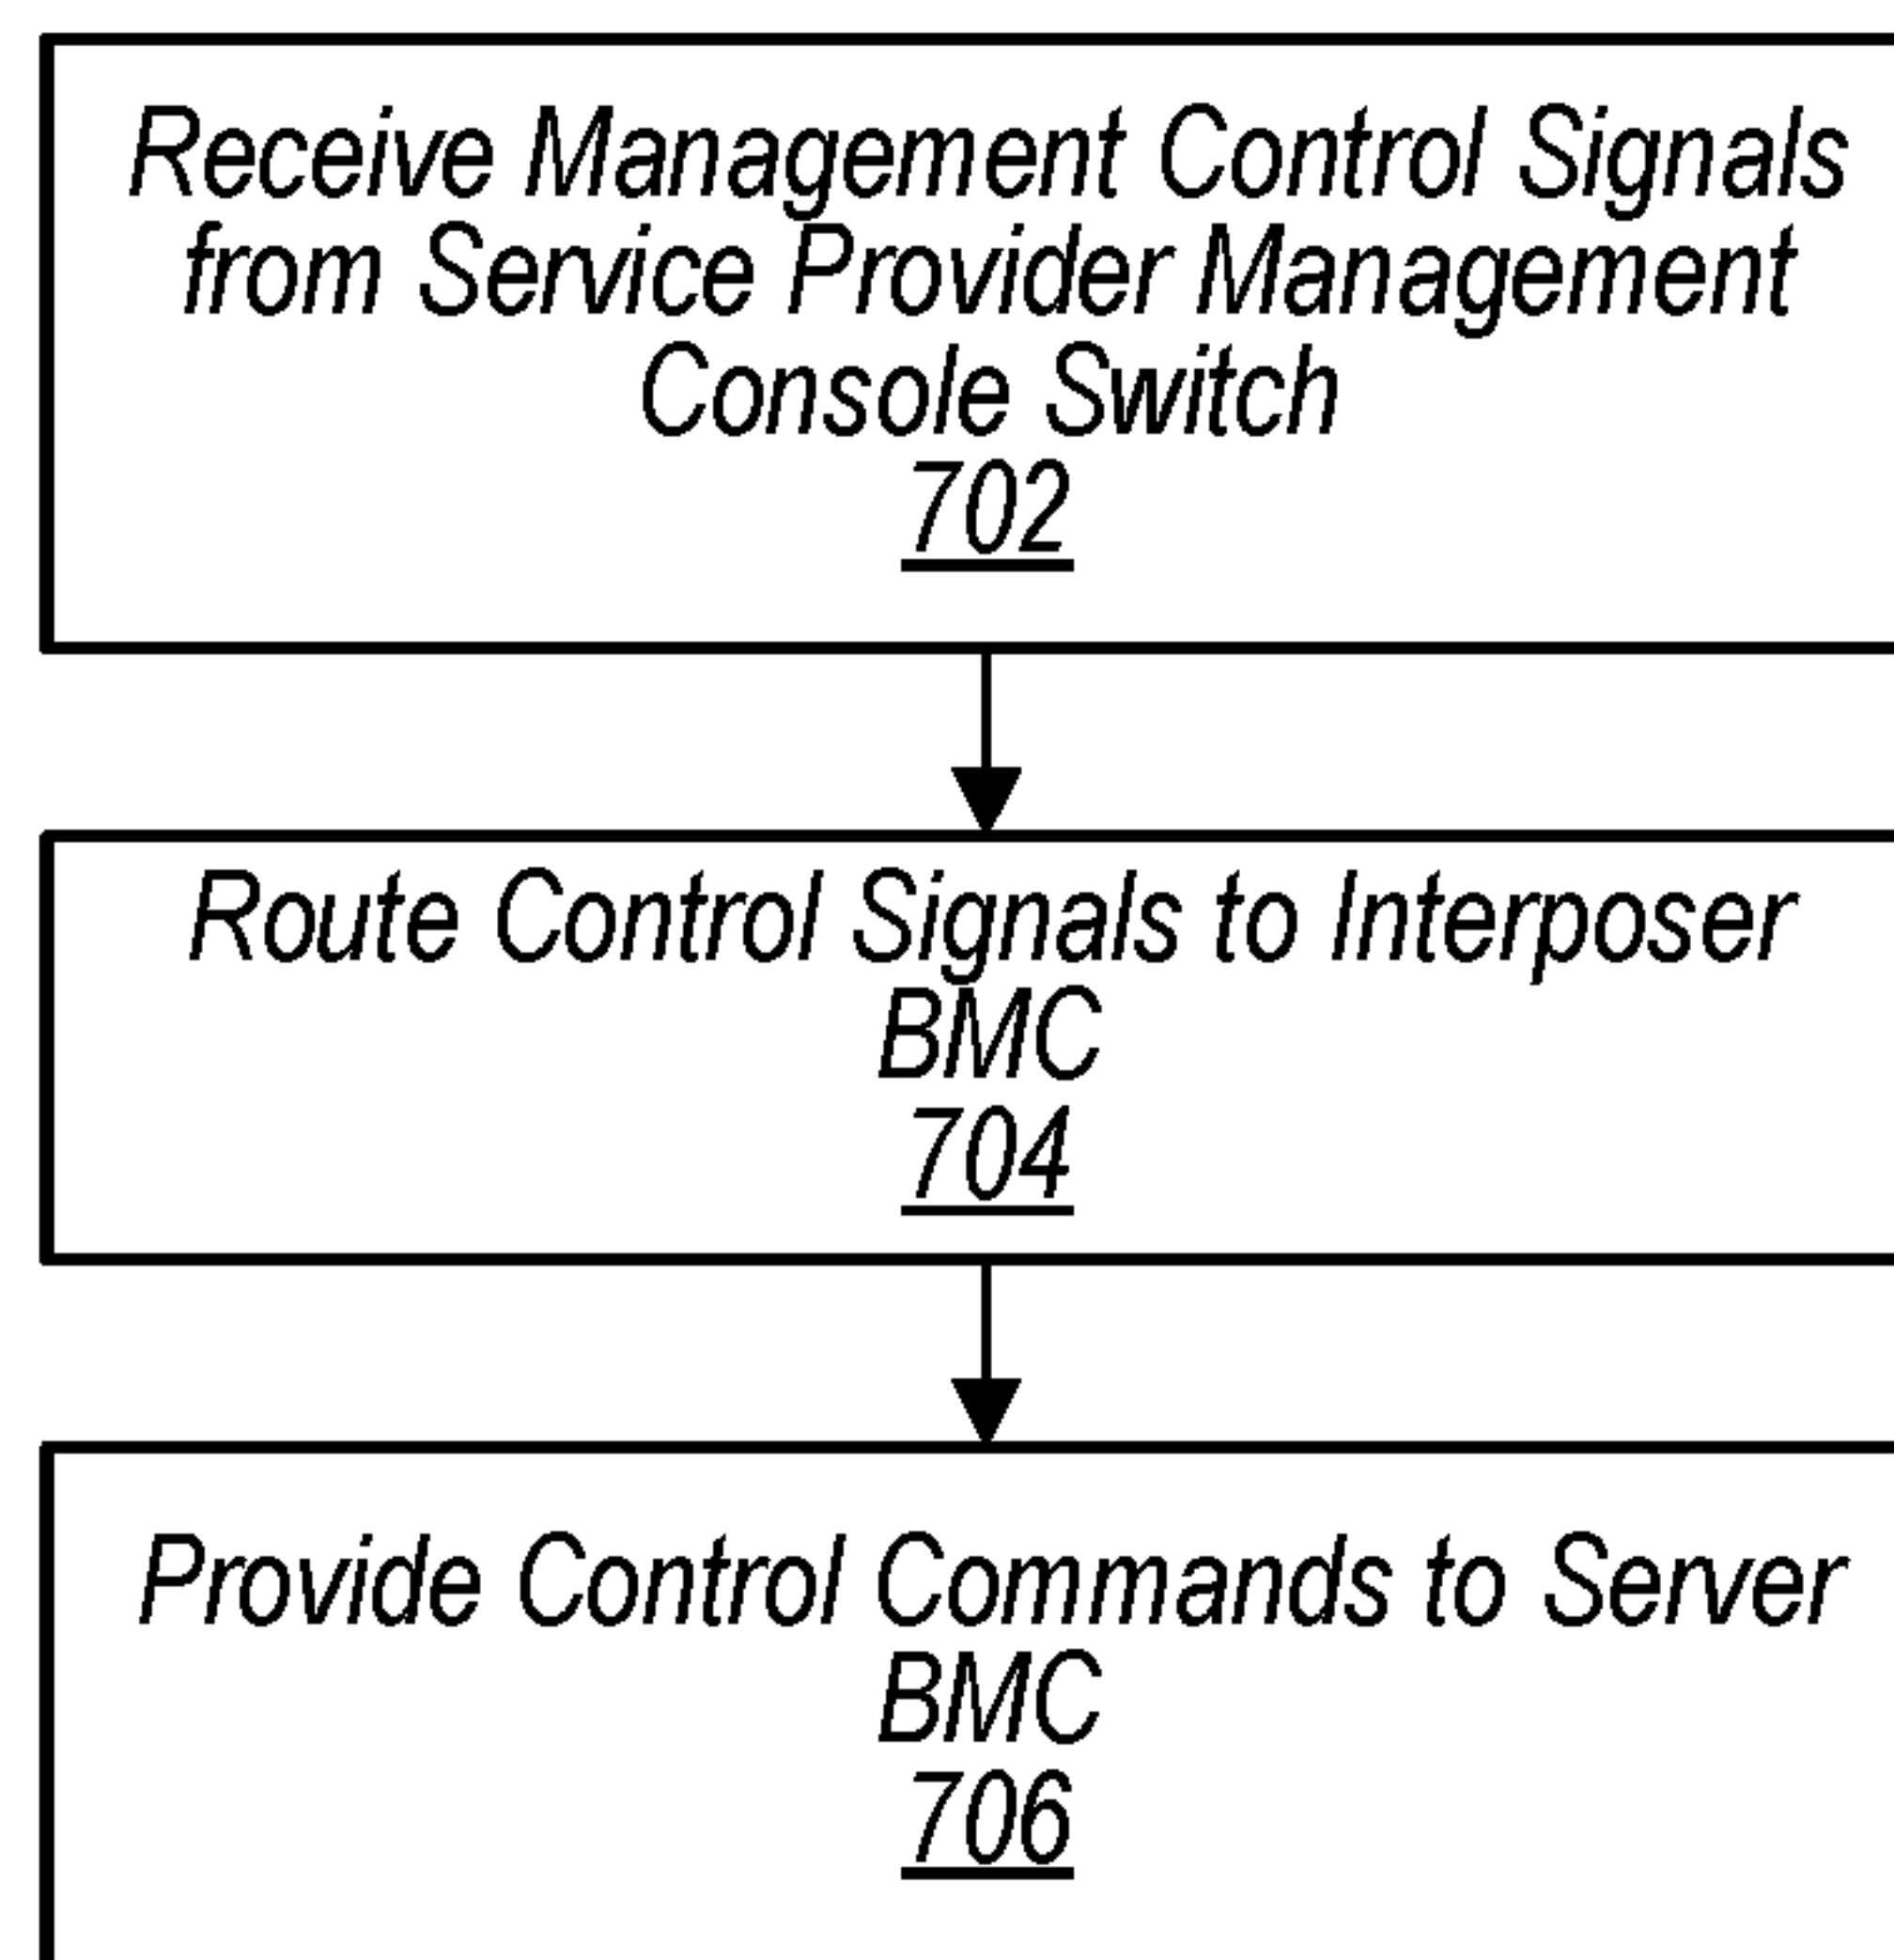 Receive Management Control Signals
from Service Provider Management
Console Switch
702
Route Control Signals to Interposer
BMC
704
Provide Control Commands to Server
BMC
706